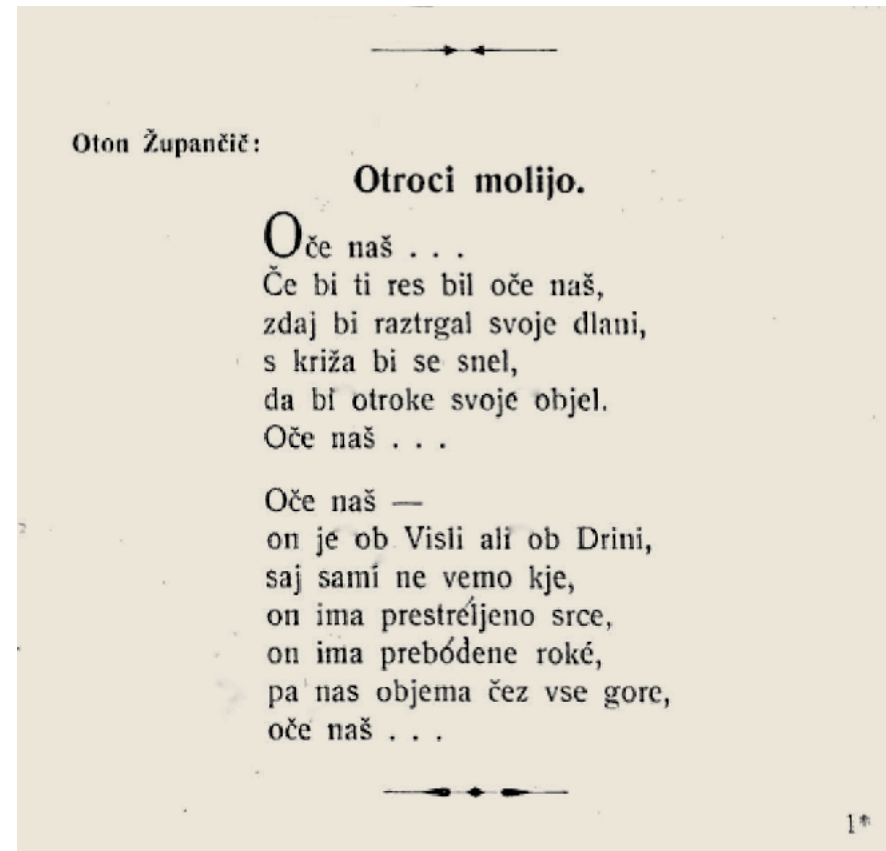 Oton Župančič:
Otroci molijo.
Oče naš . . .
Če bi ti res bil oče naš,
zdaj bi raztrgal svoje dlani,
s križa bi se snel,
da bi otroke svoje objel.
Oče naš . . .
Oče naš —
on je ob Visli ali ob Drini,
saj sami ne vemo kje,
on ima prestréljeno srce,
on ima prebódene roké,
pa nas objema čez vse gore,
oče naš . . .
1*